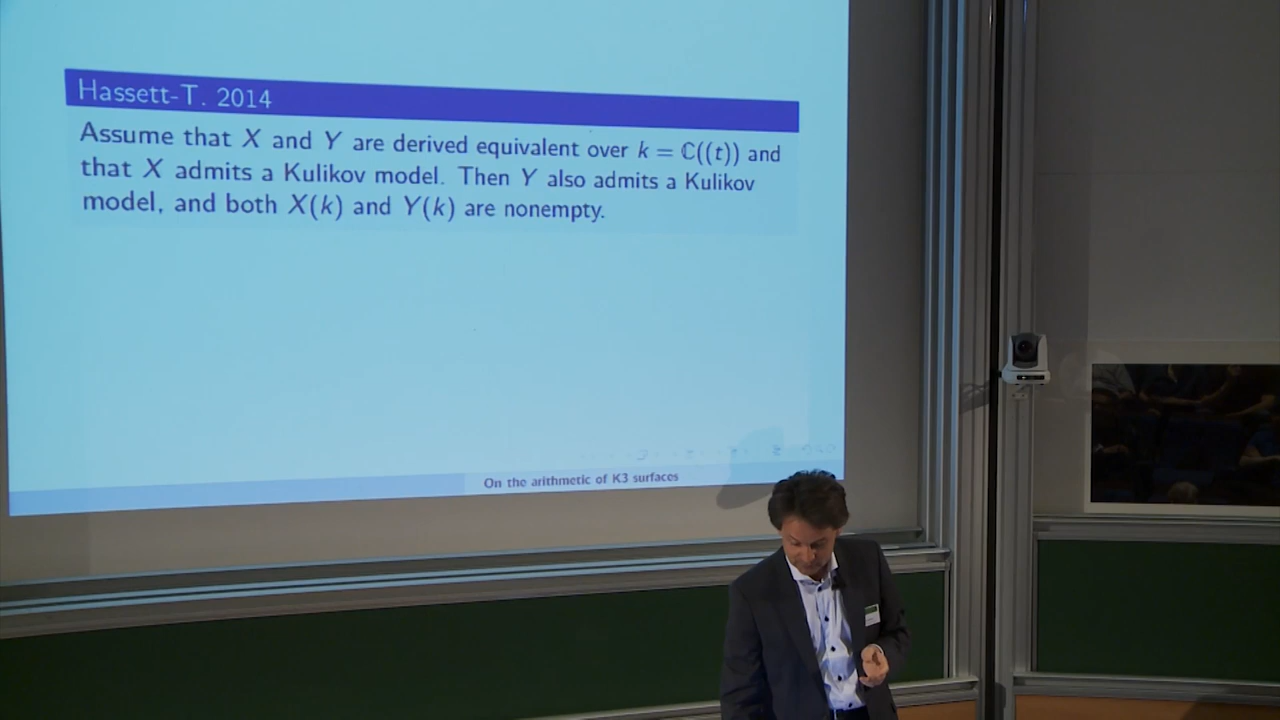 Hassett-T. 2014
Assume that X and Y are derived equivalent over k = ℂ((t)) and
that X admits a Kulikov model. Then Y also admits a Kulikov
model, and both X(k) and Y(k) are nonempty.
On the arithmetic of K3 surfaces